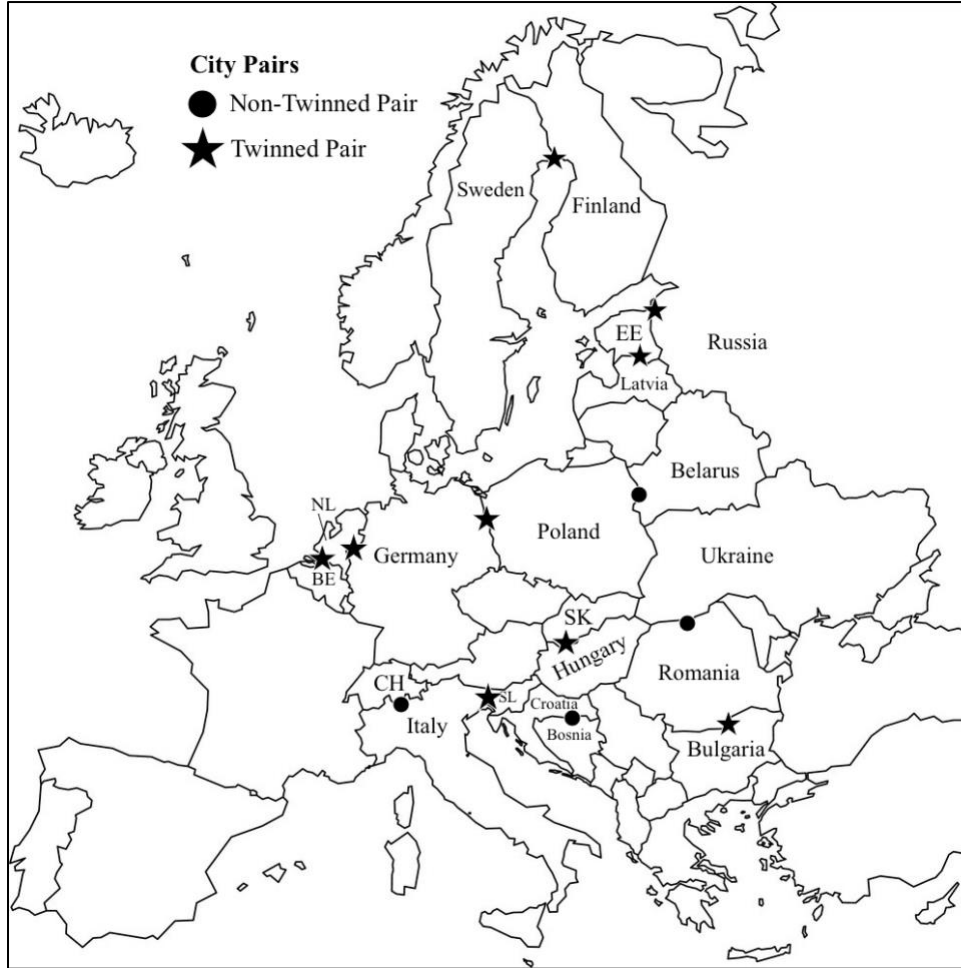 City Pairs
Non-Twinned Pair
Twinned Pair
Sweden
Finland
EE
Russia
Latvia
Belarus
NL
Poland
Germany
Ukraine
BE
SK
Hungary
Romania
CH
SL
Croatia
Italy
Bosnia
Bulgaria